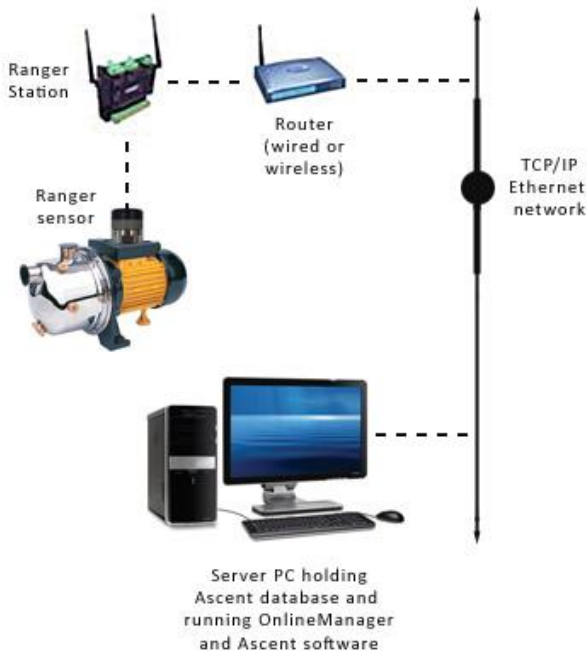 Ranger
Station
Router
(wired or
wireless)
TCP/IP
Ethernet
network
Ranger
sensor
Server PC holding
Ascent database and
running OnlineManager
and Ascent software